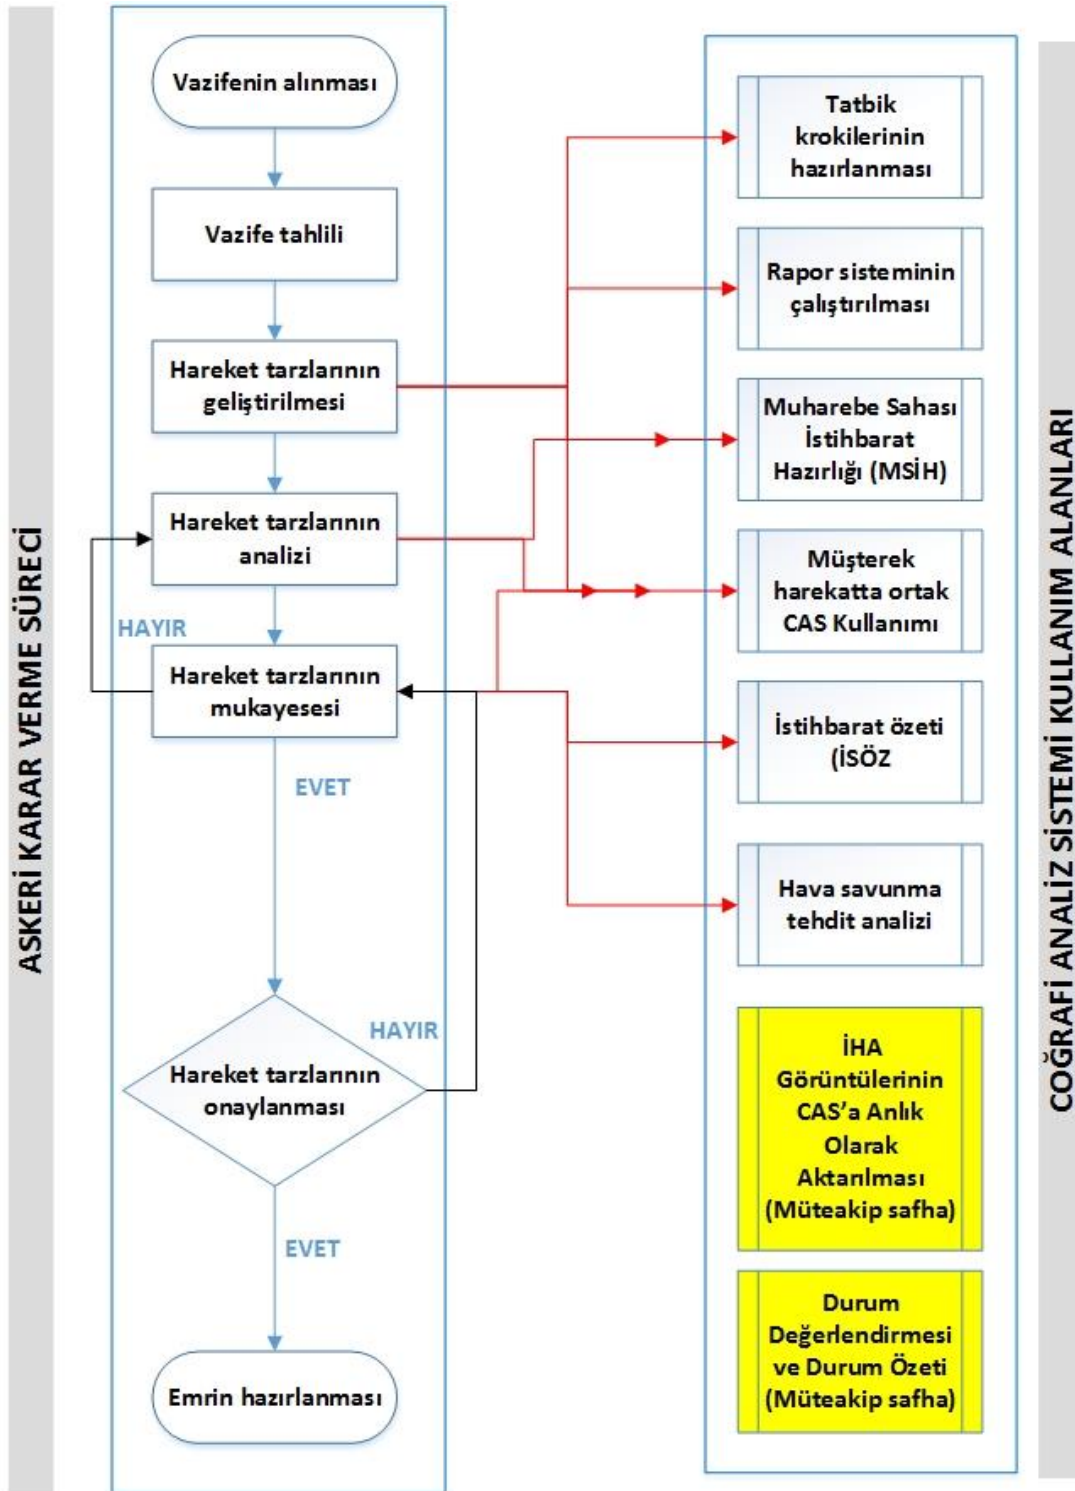 ASKERİ KARAR VERME SÜRECİ
Vazifenin alınması
Vazife tahlili
Hareket tarzlarının
geliştirilmesi
Hareket tarzlarının
analizi
HAYIR
Hareket tarzlarının
mukayesesi
EVET
HAYIR
Hareket tarzlarının
onaylanması
EVET
Emrin hazırlanması
Tatbik
krokilerinin
hazırlanması
Rapor sisteminin
çalıştırılması
Muharebe Sahası
İstihbarat
Hazırlığı (MSİH)
Müşterek
harekatta ortak
CAS Kullanımı
İstihbarat özeti
(İSÖZ
Hava savunma
tehdit analizi
İHA
Görüntülerinin
CAS’a Anlık
Olarak
Aktarılması
(Müteakip safha)
Durum
Değerlendirmesi
ve Durum Özeti
(Müteakip safha)
COĞRAFİ ANALİZ SİSTEMİ KULLANIM ALANLARI